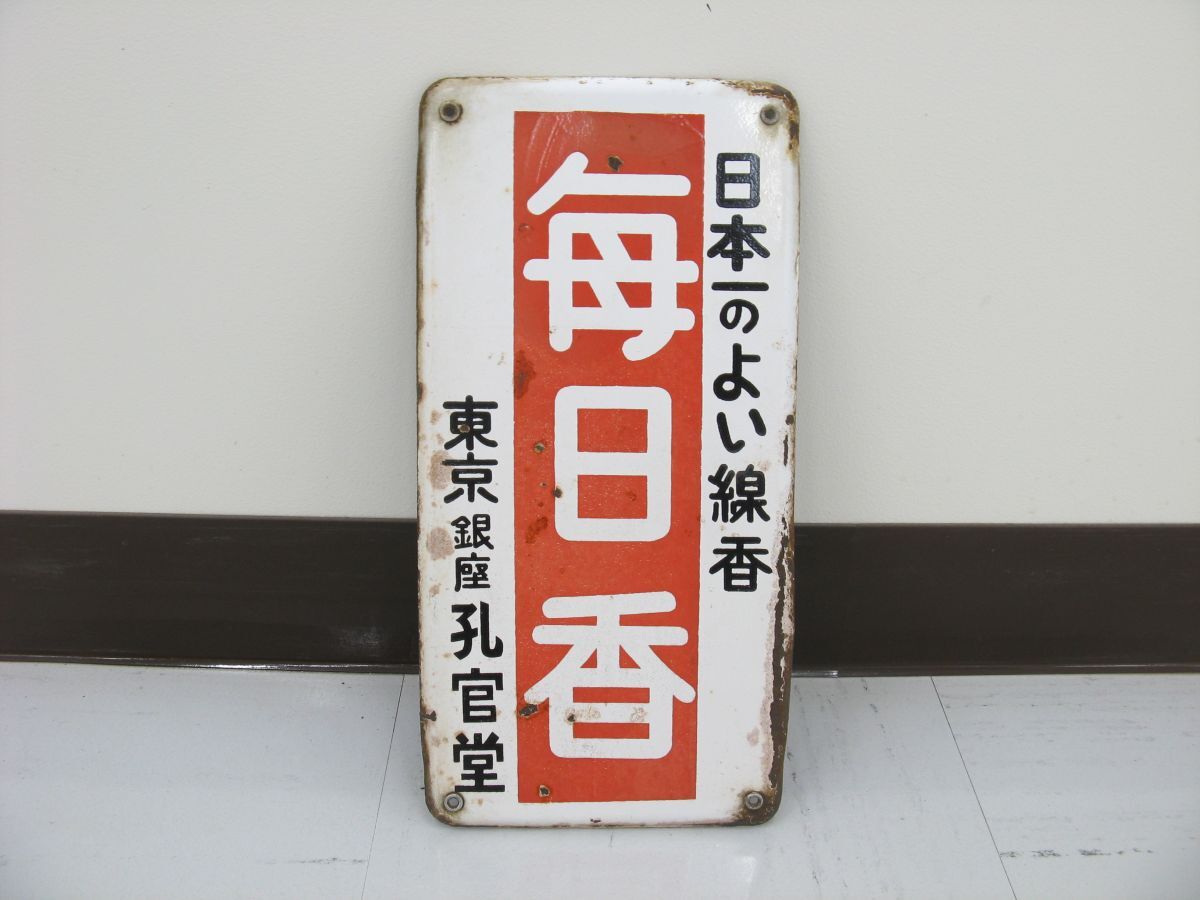 日本一のよい線香
毎日香
東京銀座孔官堂